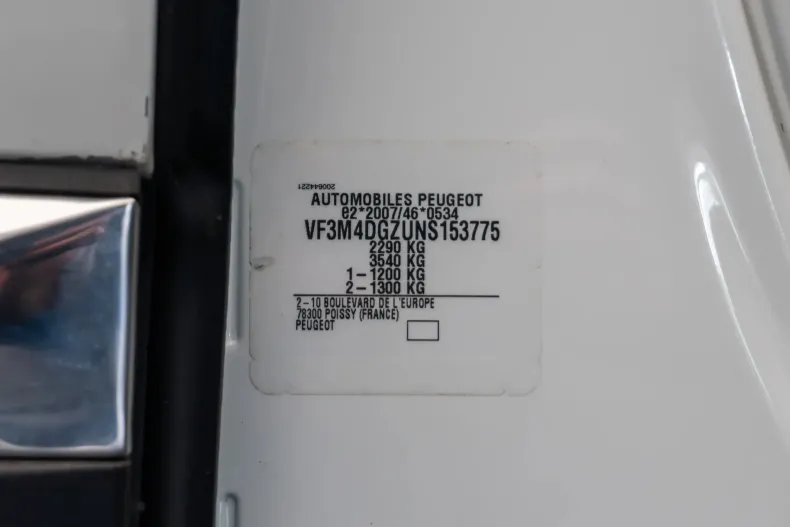 200644221
AUTOMOBILES PEUGEOT
e2*2007/46*0534
VF3M4DGZUNS153775
2290 KG
3540 KG
1-1200 KG
2-1300 KG
2-10 BOULEVARD DE L'EUROPE
78300 POISSY (FRANCE)
PEUGEOT